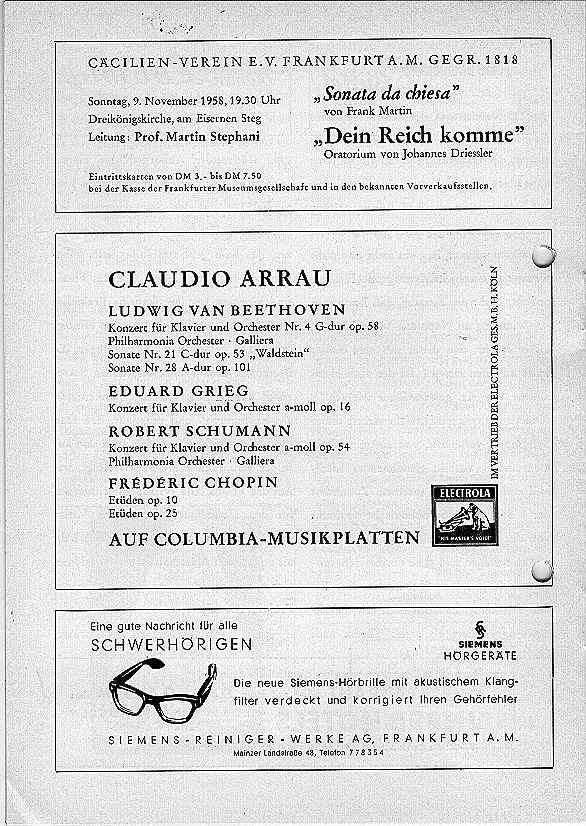 CÄCILIEN-VEREIN E.V. FRANKFURT A.M. GEGR. 1818
Sonntag, 9. November 1958, 19.30 Uhr
Dreikönigskirche, am Eisernen Steg
Leitung: Prof. Martin Stephani
„Sonata da chiesa”
von Frank Martin
„Dein Reich komme”
Oratorium von Johannes Driessler
Eintrittskarten von DM 3.- bis DM 7.50
bei der Kasse der Frankfurter Museumsgesellschaft und in den bekannten Vorverkaufsstellen.
CLAUDIO ARRAU
LUDWIG VAN BEETHOVEN
Konzert für Klavier und Orchester Nr. 4 G-dur op. 58
Philharmonia Orchester · Galliera
Sonate Nr. 21 C-dur op. 53 „Waldstein“
Sonate Nr. 28 A-dur op. 101
EDUARD GRIEG
Konzert für Klavier und Orchester a-moll op. 16
ROBERT SCHUMANN
Konzert für Klavier und Orchester a-moll op. 54
Philharmonia Orchester · Galliera
FRÉDÉRIC CHOPIN
Etüden op. 10
Etüden op. 25
AUF COLUMBIA-MUSIKPLATTEN
IM VERTRIEB DER ELECTROLA GES.M.B.H. KÖLN
ELECTROLA
"HIS MASTER'S VOICE"
Eine gute Nachricht für alle
SCHWERHÖRIGEN
SIEMENS
HÖRGERÄTE
Die neue Siemens-Hörbrille mit akustischem Klang-
filter verdeckt und korrigiert Ihren Gehörfehler
SIEMENS-REINIGER-WERKE AG, FRANKFURT A.M.
Mainzer Landstraße 48, Telefon 778354